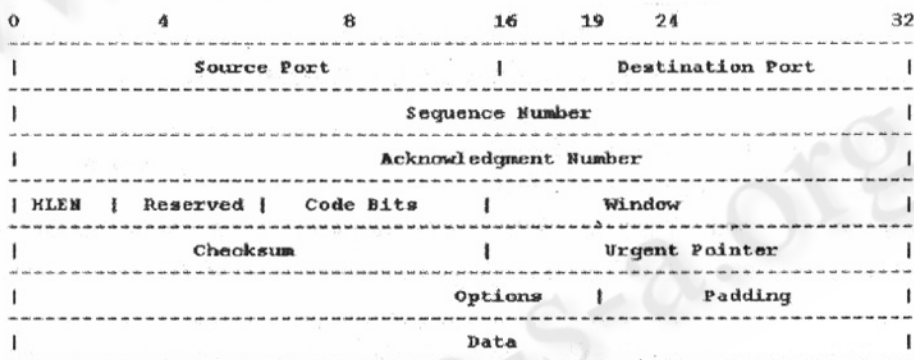 0 4 8 16 19 24 32
| Source Port | Destination Port |
| Sequence Number |
| Acknowledgment Number |
| HLEN | Reserved | Code Bits | Window |
| Checksum | Urgent Pointer |
| Options | Padding |
| Data |